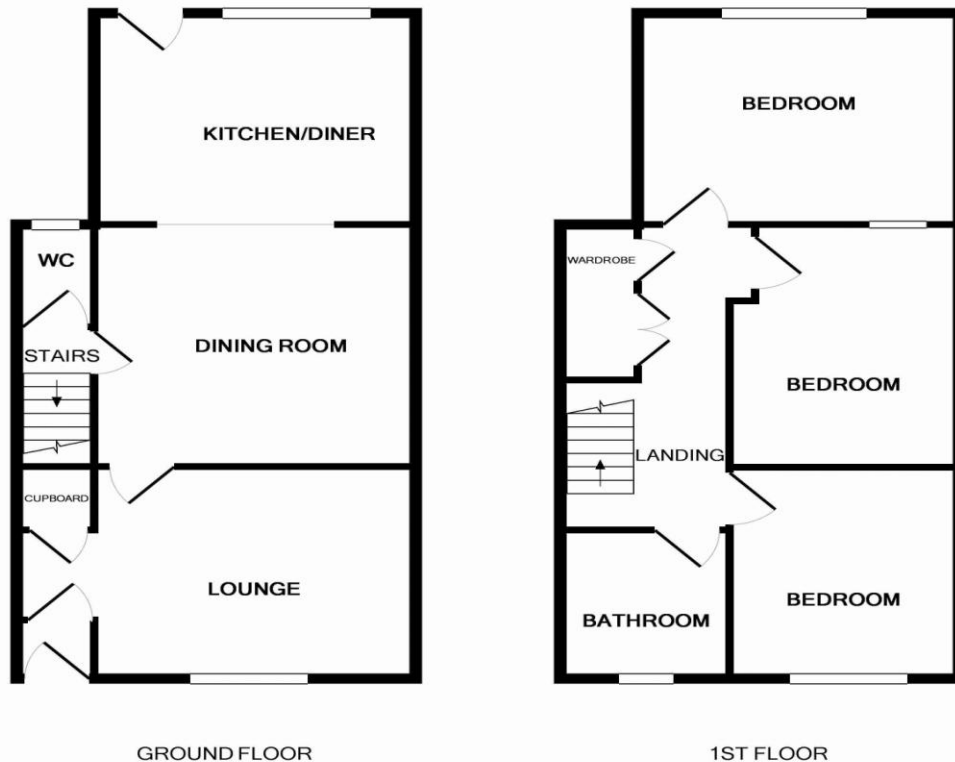 KITCHEN/DINER
WC
STAIRS
DINING ROOM
CUPBOARD
LOUNGE
GROUND FLOOR
BEDROOM
WARDROBE
BEDROOM
LANDING
BATHROOM
BEDROOM
1ST FLOOR